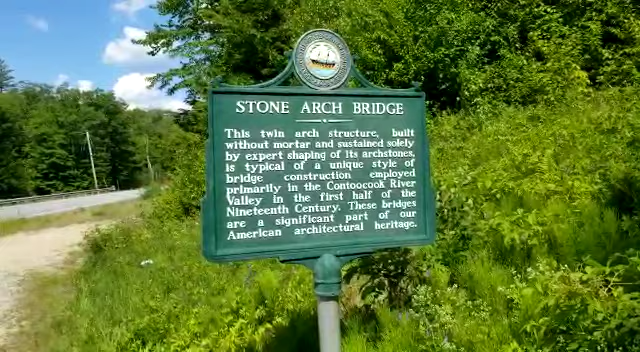 STONE ARCH BRIDGE
This twin arch structure, built
without mortar and sustained solely
by expert shaping of its archstones,
is typical of a unique style of
bridge construction employed
primarily in the Contoocook River
Valley in the first half of the
Nineteenth Century. These bridges
are a significant part of our
American architectural heritage.